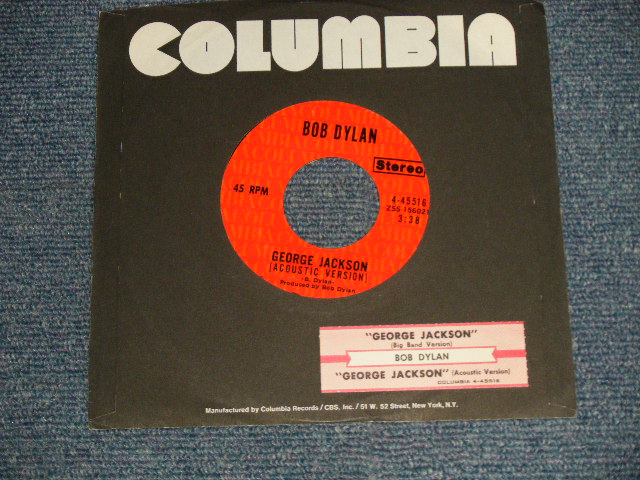 COLUMBIA
BOB DYLAN
Stereo
45 RPM
4-45516
ZSS 156021
3:38
GEORGE JACKSON
(ACOUSTIC VERSION)
-B. Dylan-
Produced by Bob Dylan
"GEORGE JACKSON"
(Big Band Version)
BOB DYLAN
"GEORGE JACKSON" (Acoustic Version)
COLUMBIA 4-45516
Manufactured by Columbia Records / CBS, Inc. / 51 W. 52 Street, New York, N.Y.